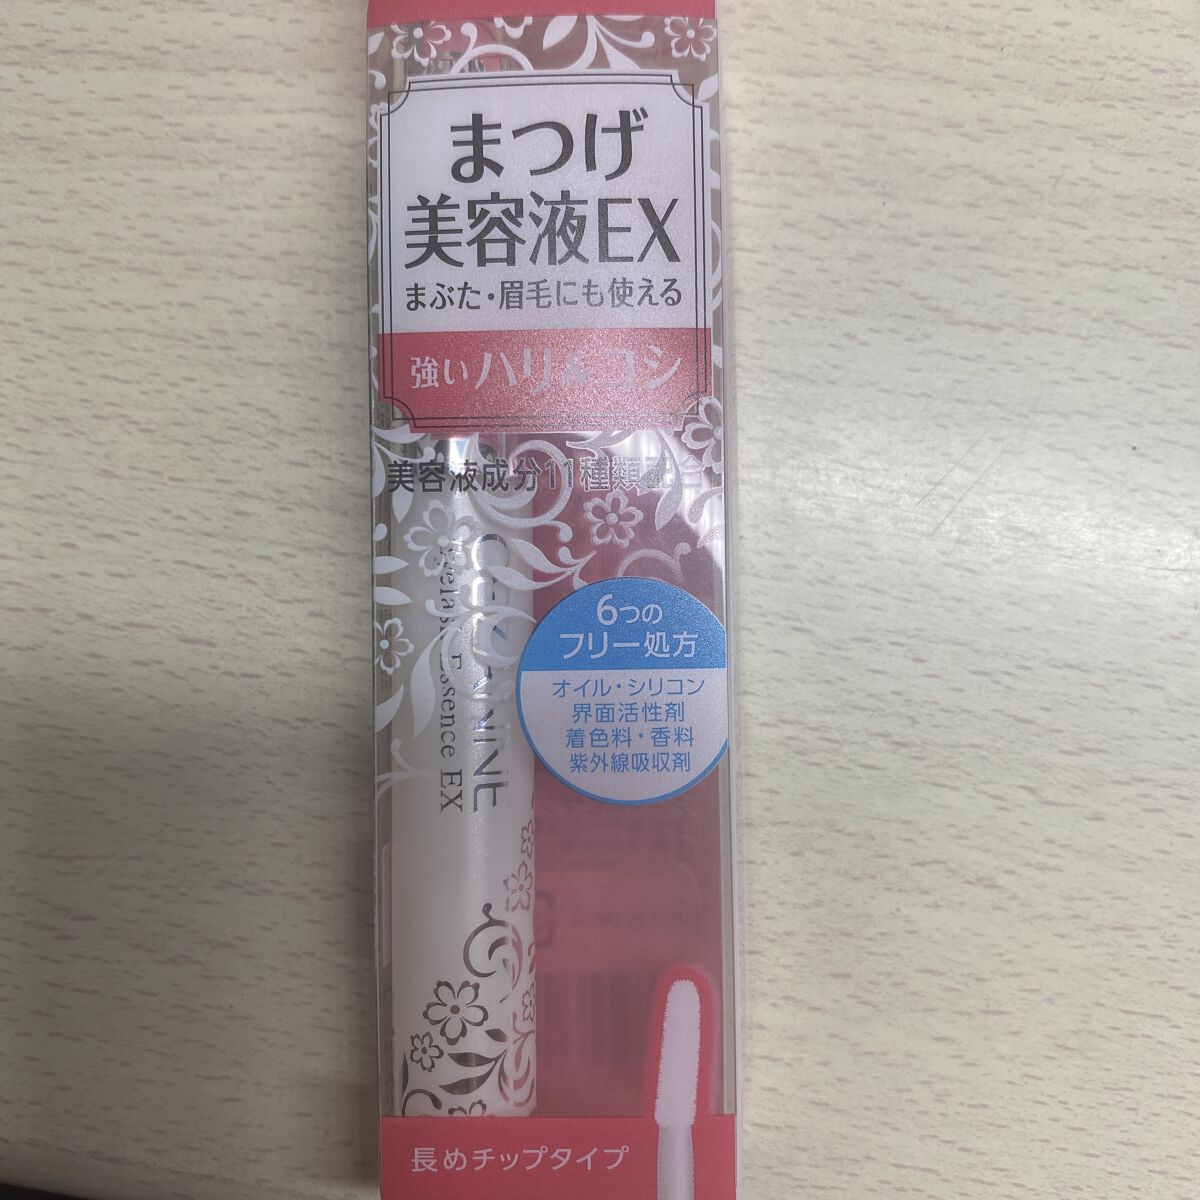 まつげ
美容液EX
まぶた・眉毛にも使える
強いハリ&コシ
美容液成分11種類配合
CEZANNE
Eyelash Essence EX
6つの
フリー処方
オイル・シリコン
界面活性剤
着色料・香料
紫外線吸収剤
長めチップタイプ